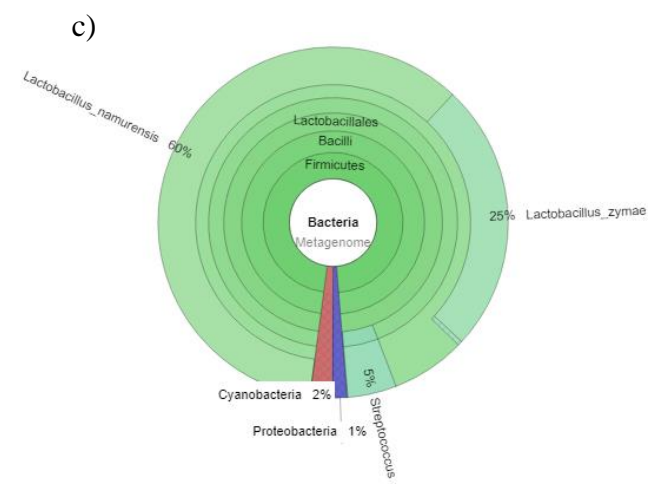 c)
Lactobacillus_namurensis 60%
Lactobacillales
Bacilli
Firmicutes
Bacteria
Metagenome
25% Lactobacillus_zymae
5% Streptococcus
Cyanobacteria 2%
Proteobacteria 1%